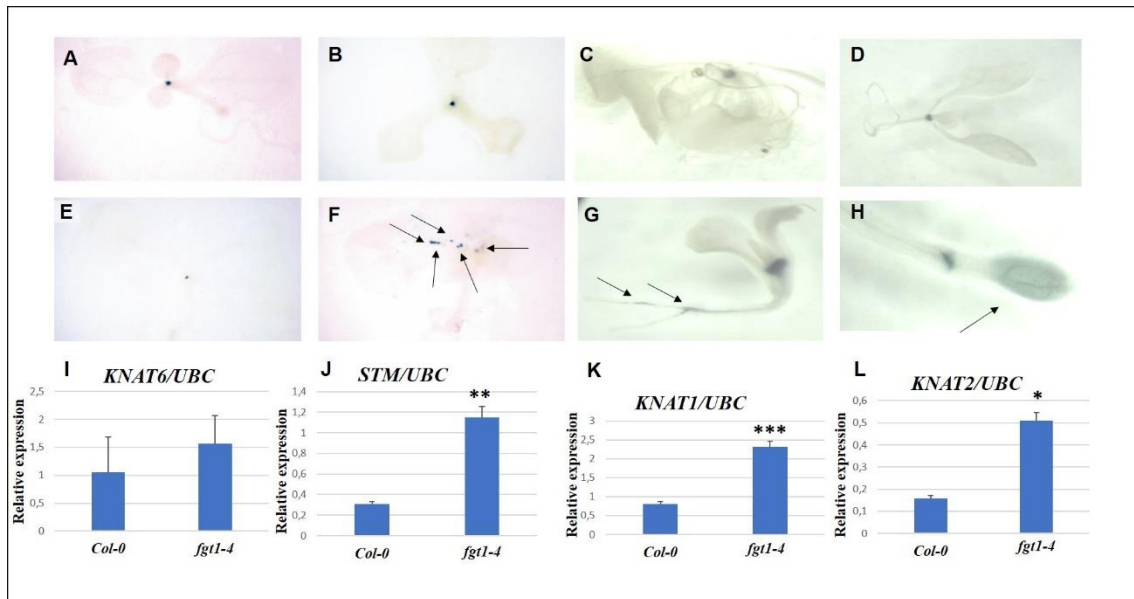 A
B
C
D
E
F
G
H
I
KNAT6/UBC
Relative expression
2,5
2
1,5
1
0,5
0
Col-0
fgt1-4
J
STM/UBC
**
Relative expression
1,4
1,2
1
0,8
0,6
0,4
0,2
0
Col-0
fgt1-4
K
KNAT1/UBC
***
Relative expression
3
2,5
2
1,5
1
0,5
0
Col-0
fgt1-4
L
KNAT2/UBC
*
Relative expression
0,6
0,5
0,4
0,3
0,2
0,1
0
Col-0
fgt1-4